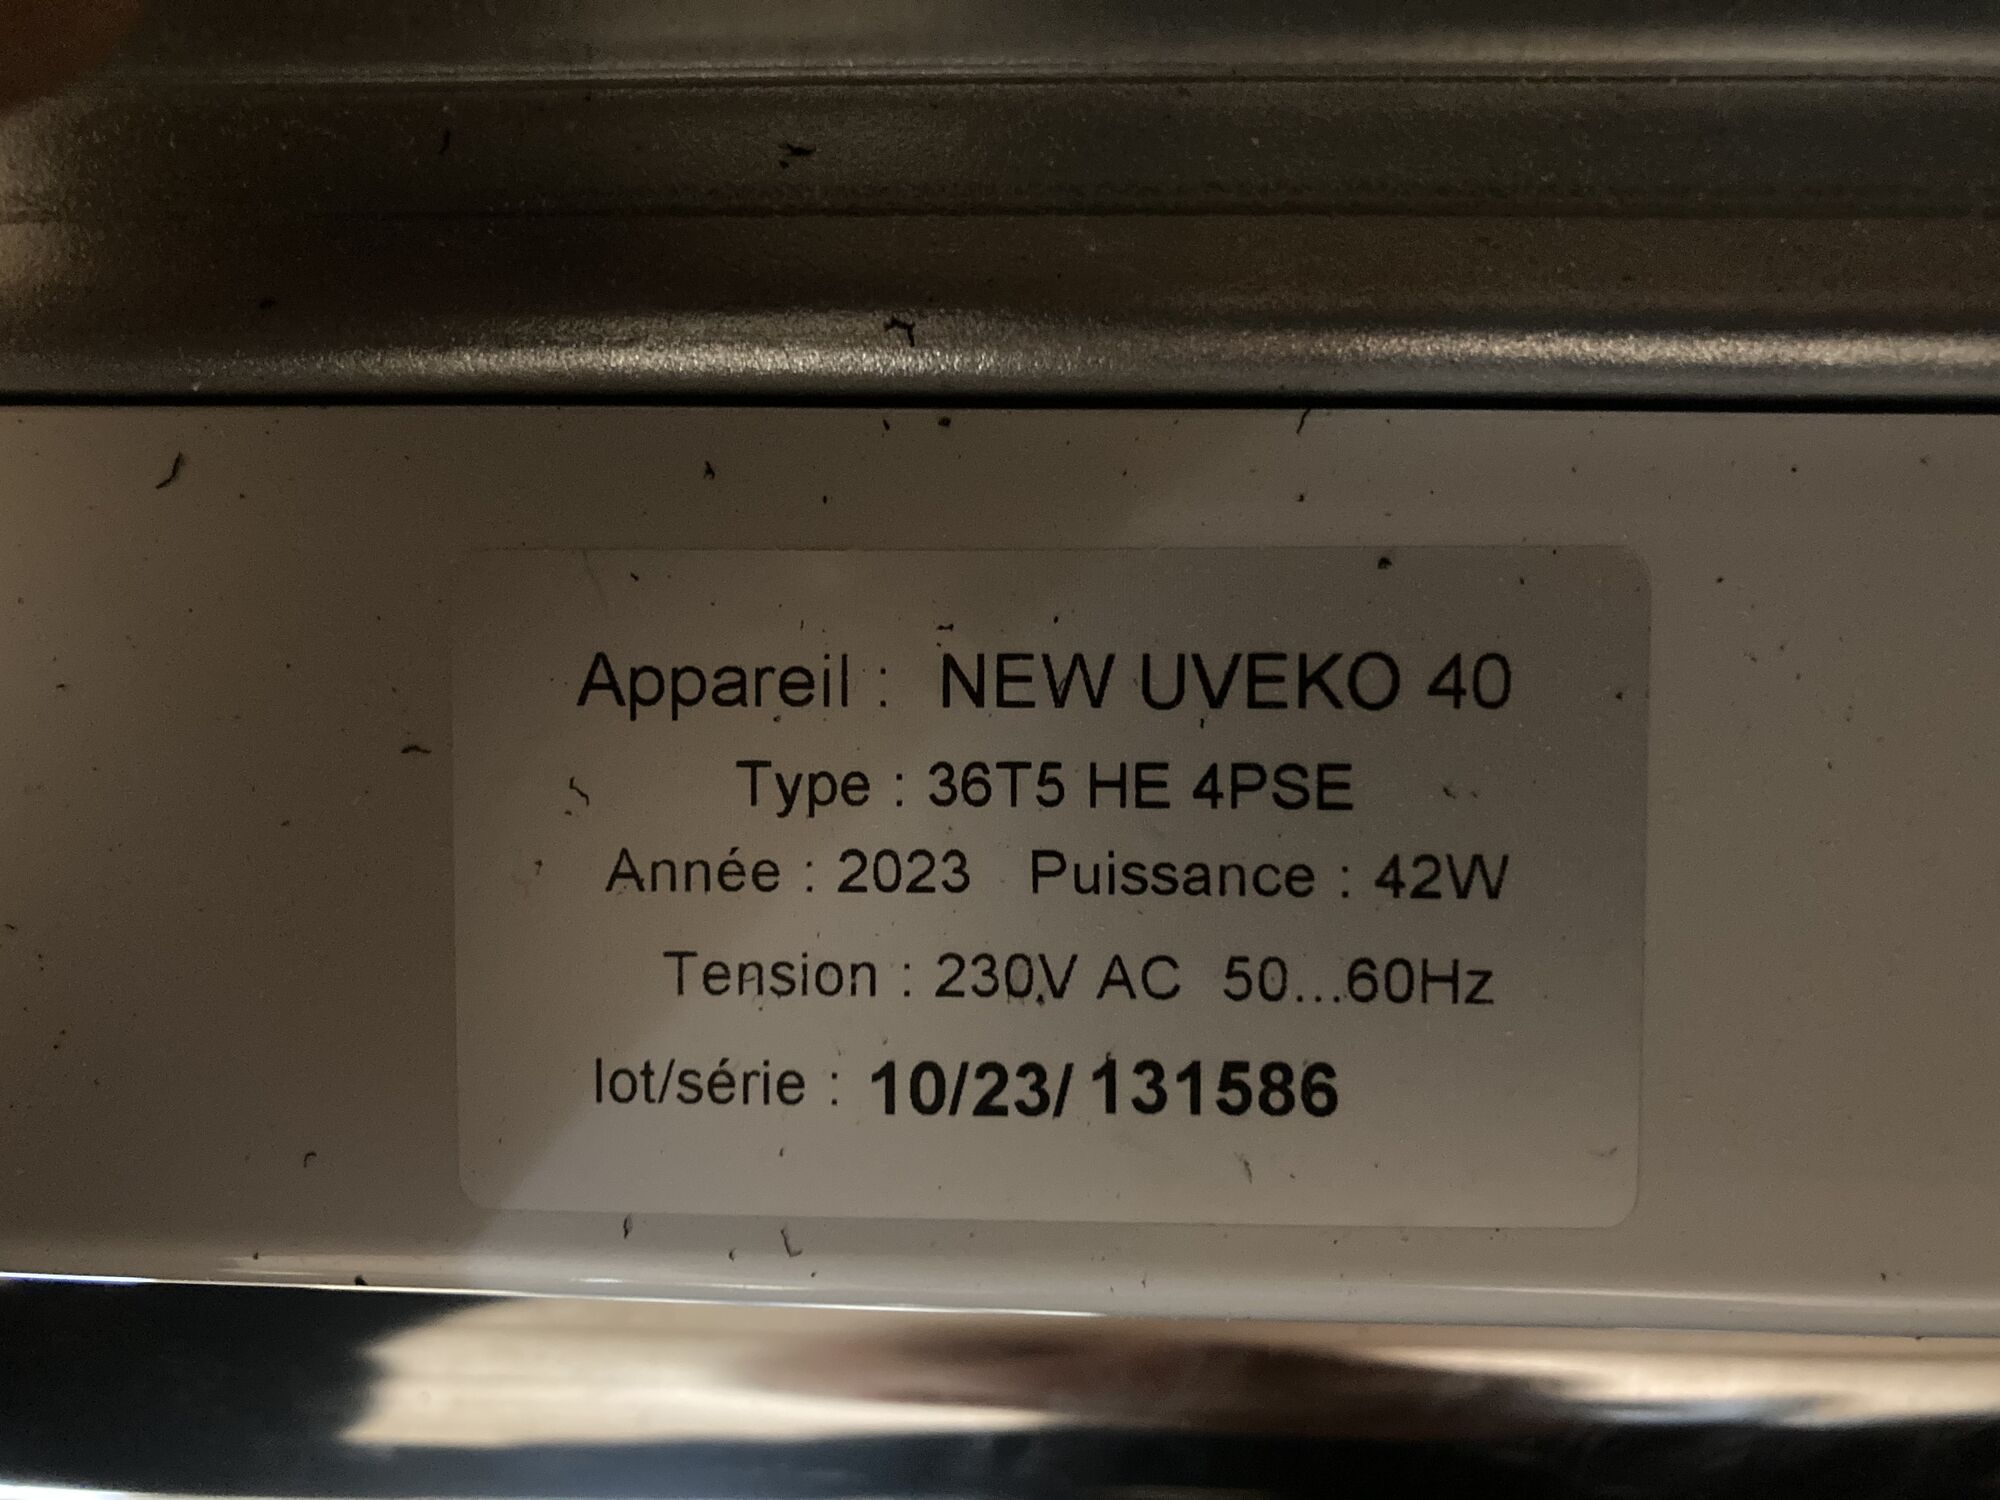 Appareil : NEW UVEKO 40
Type : 36T5 HE 4PSE
Année : 2023 Puissance : 42W
Tension : 230V AC 50...60Hz
lot/série : 10/23/ 131586